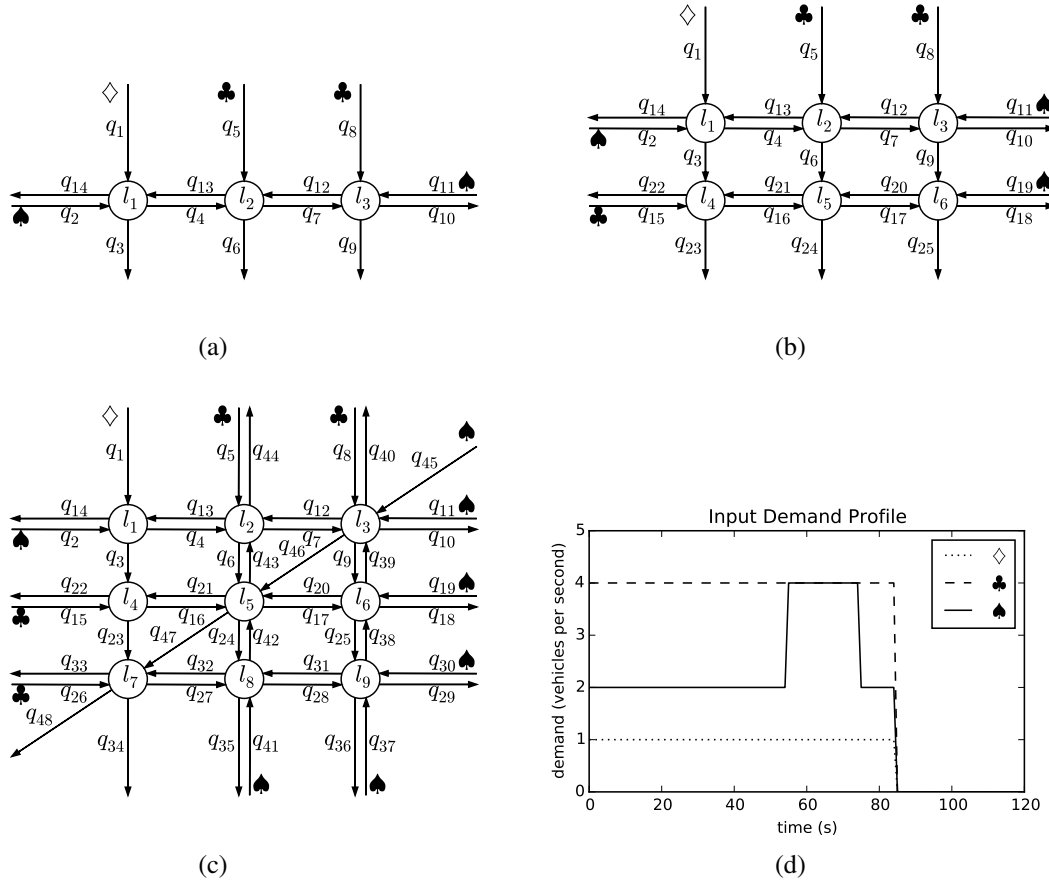 ♢ ♣ ♣
q1 q5 q8
q14 q13 q12 q11 ♠
l1 l2 l3
♠ q2 q4 q7 q10
q3 q6 q9
(a)
♢ ♣ ♣
q1 q5 q8
q14 q13 q12 q11 ♠
l1 l2 l3
♠ q2 q4 q7 q10
q3 q6 q9
q22 q21 q20 q19 ♠
l4 l5 l6
♣ q15 q16 q17 q18
q23 q24 q25
(b)
♢ ♣ ♣ ♠
q1 q5 q44 q8 q40 q45
q14 q13 q12 q11 ♠
l1 l2 l3
♠ q2 q4 q7 q10
q3 q6 q43 q46 q9 q39
q22 q21 q20 q19 ♠
l4 l5 l6
♣ q15 q16 q17 q18
q23 q47 q24 q42 q25 q38
q33 q32 q31 q30 ♠
l7 l8 l9
♣ q26 q27 q28 q29
q48 q34 q35 q41 q36 q37
♠ ♠
(c)
Input Demand Profile
demand (vehicles per second)
5
4
3
2
1
0
0 20 40 60 80 100 120
time (s)
♢
♣
♠
(d)